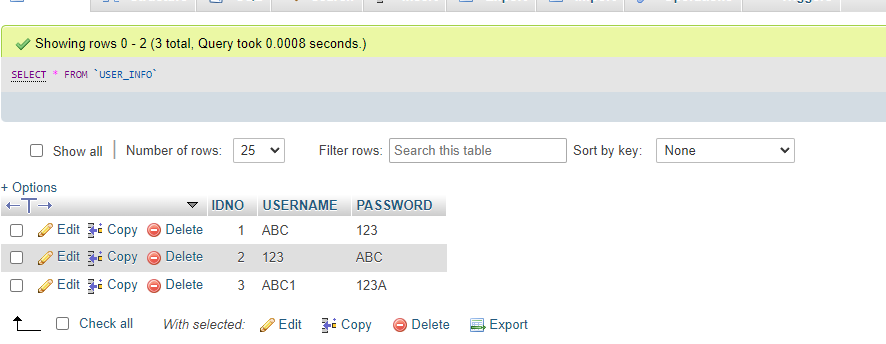 Showing rows 0 - 2 (3 total, Query took 0.0008 seconds.)
SELECT * FROM `USER_INFO`
Show all Number of rows: 25 Filter rows: Search this table Sort by key: None
+ Options
IDNO USERNAME PASSWORD
Edit Copy Delete 1 ABC 123
Edit Copy Delete 2 123 ABC
Edit Copy Delete 3 ABC1 123A
Check all With selected: Edit Copy Delete Export